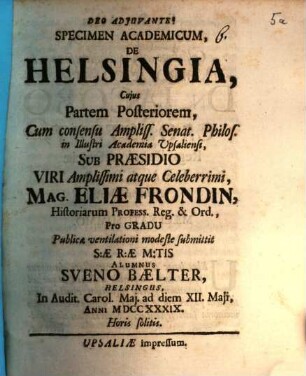 DEO ADJUVANTE!
5a
SPECIMEN ACADEMICUM, 6.
DE
HELSINGIA,
Cujus
Partem Posteriorem,
Cum consensu Ampliss. Senat. Philos.
in Illustri Academia Upsaliensi,
SUB PRÆSIDIO
VIRI Amplissimi atque Celeberrimi,
MAG. ELIÆ FRONDIN,
Historiarum PROFESS. Reg. & ORD.,
PRO GRADU
Publicæ ventilationi modeste submittit
S:Æ R:Æ M:TIS
ALUMNUS
SVENO BÆLTER,
HELSINGUS.
In Audit. Carol. Maj. ad diem XII. Maji,
ANNI MDCCXXXIX.
Horis solitis.
UPSALIÆ Impressum.